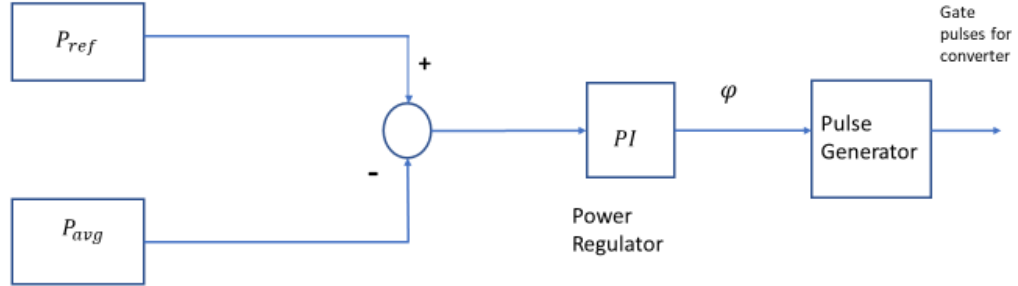 Gate
pulses for
converter
P_ref
+
φ
PI
Pulse
Generator
-
P_avg
Power
Regulator